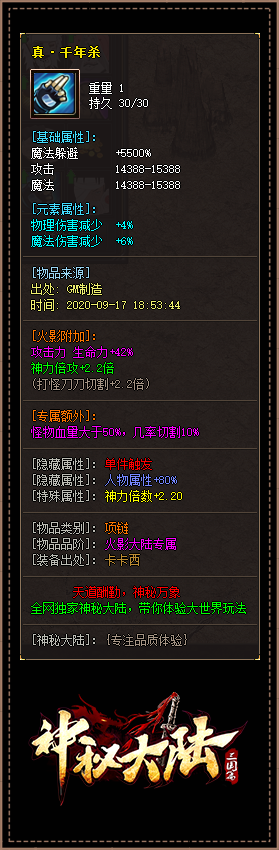 真·千年杀
重量 1
持久 30/30
[基础属性]:
魔法躲避 +5500%
攻击 14388-15388
魔法 14388-15388
[元素属性]:
物理伤害减少 +4%
魔法伤害减少 +6%
[物品来源]
出处: GM制造
时间: 2020-09-17 18:53:44
[火影附加]:
攻击力 生命力+42%
神力倍攻+2.2倍
(打怪刀刀切割+2.2倍)
[专属额外]:
怪物血量大于50%，几率切割10%
[隐藏属性]: 单件触发
[隐藏属性]: 人物属性+80%
[特殊属性]: 神力倍数+2.20
[物品类别]: 项链
[物品品阶]: 火影大陆专属
[装备出处]: 卡卡西
天道酬勤，神秘万象
全网独家神秘大陆，带你体验大世界玩法
[神秘大陆]: {专注品质体验}
神秘大陆
三国篇